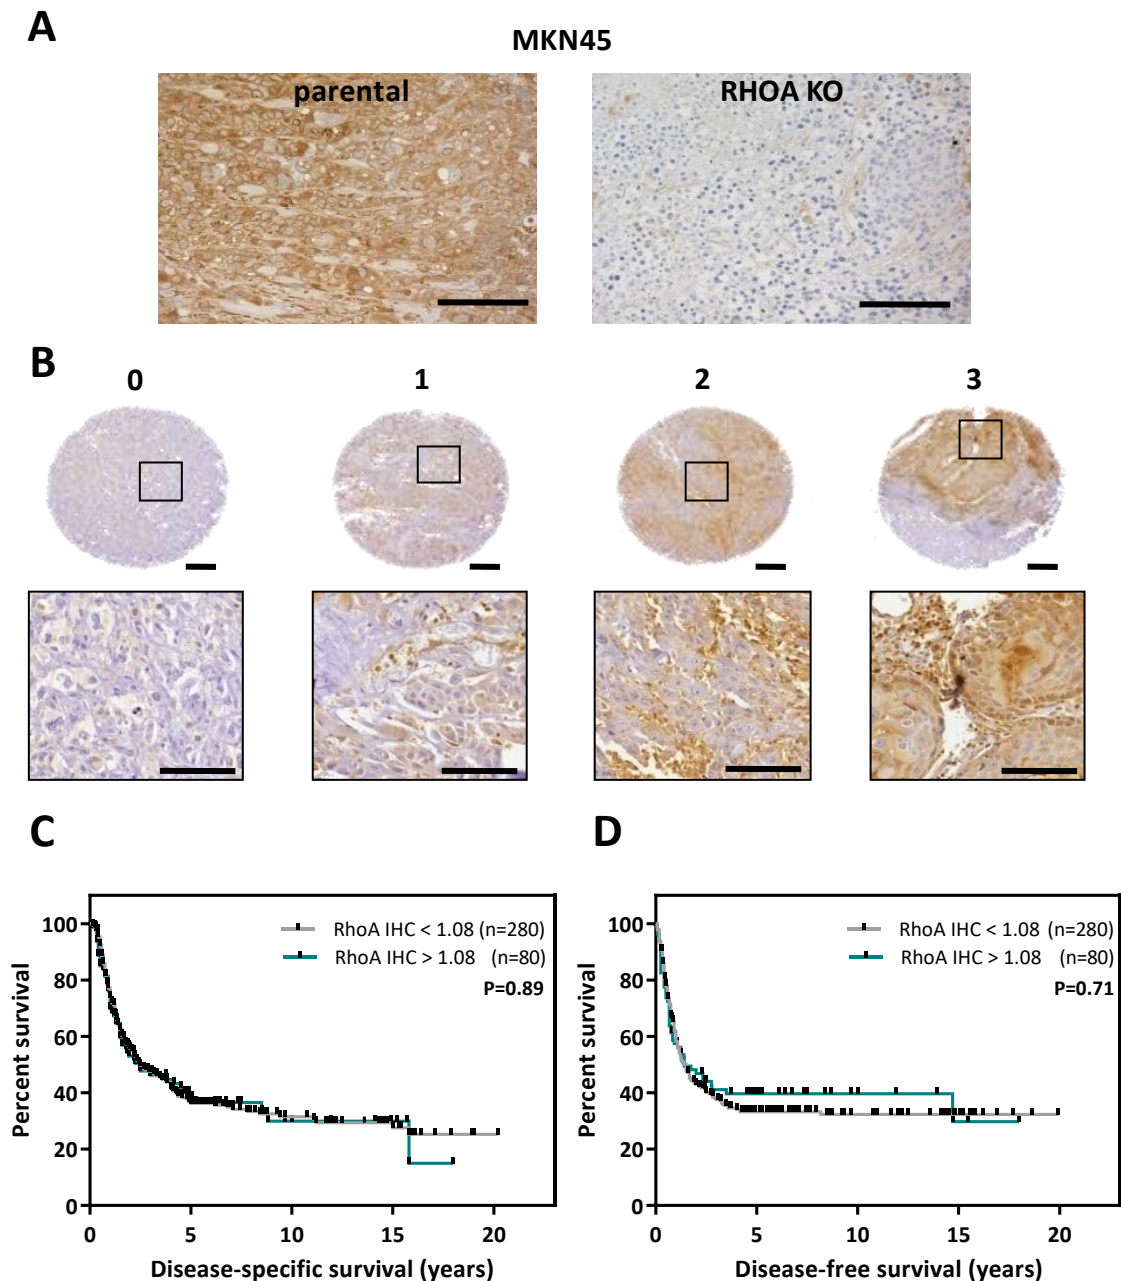 A
MKN45
parental
RHOA KO
B
0
1
2
3
C
D
100
80
60
40
20
0
Percent survival
RhoA IHC < 1.08 (n=280)
RhoA IHC > 1.08 (n=80)
P=0.89
0
5
10
15
20
Disease-specific survival (years)
100
80
60
40
20
0
Percent survival
RhoA IHC < 1.08 (n=280)
RhoA IHC > 1.08 (n=80)
P=0.71
0
5
10
15
20
Disease-free survival (years)